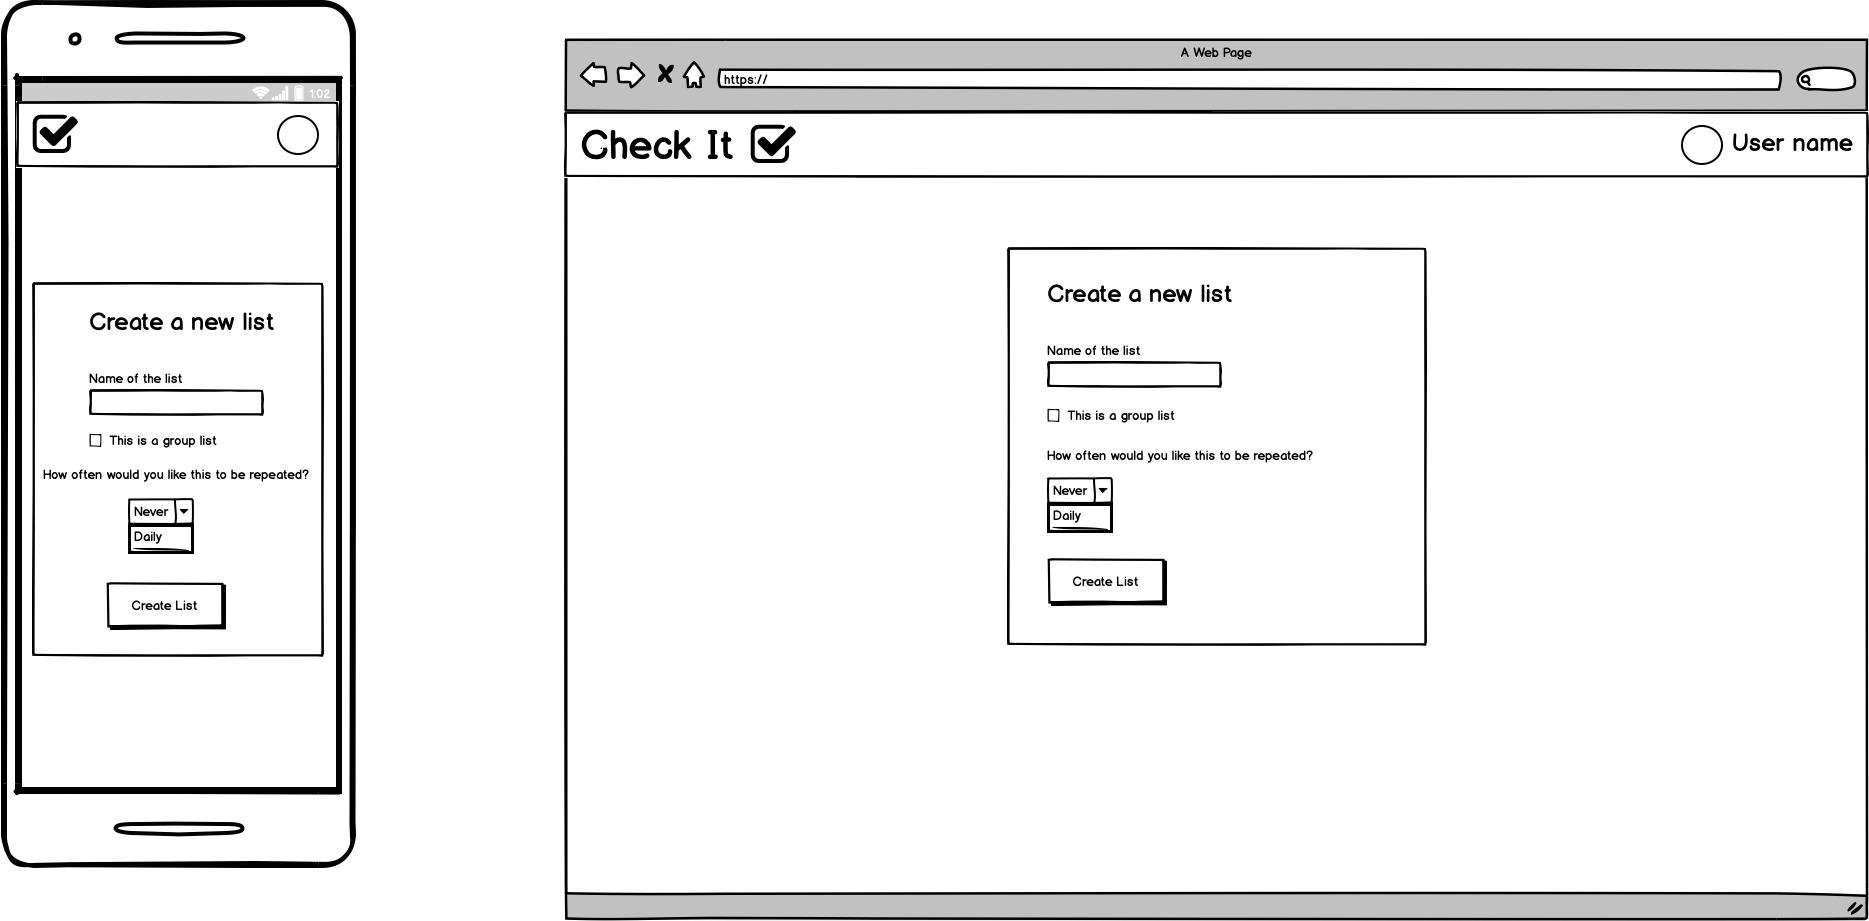 1:02
Create a new list
Name of the list
This is a group list
How often would you like this to be repeated?
Never
Daily
Create List
A Web Page
https://
Check It
User name
Create a new list
Name of the list
This is a group list
How often would you like this to be repeated?
Never
Daily
Create List